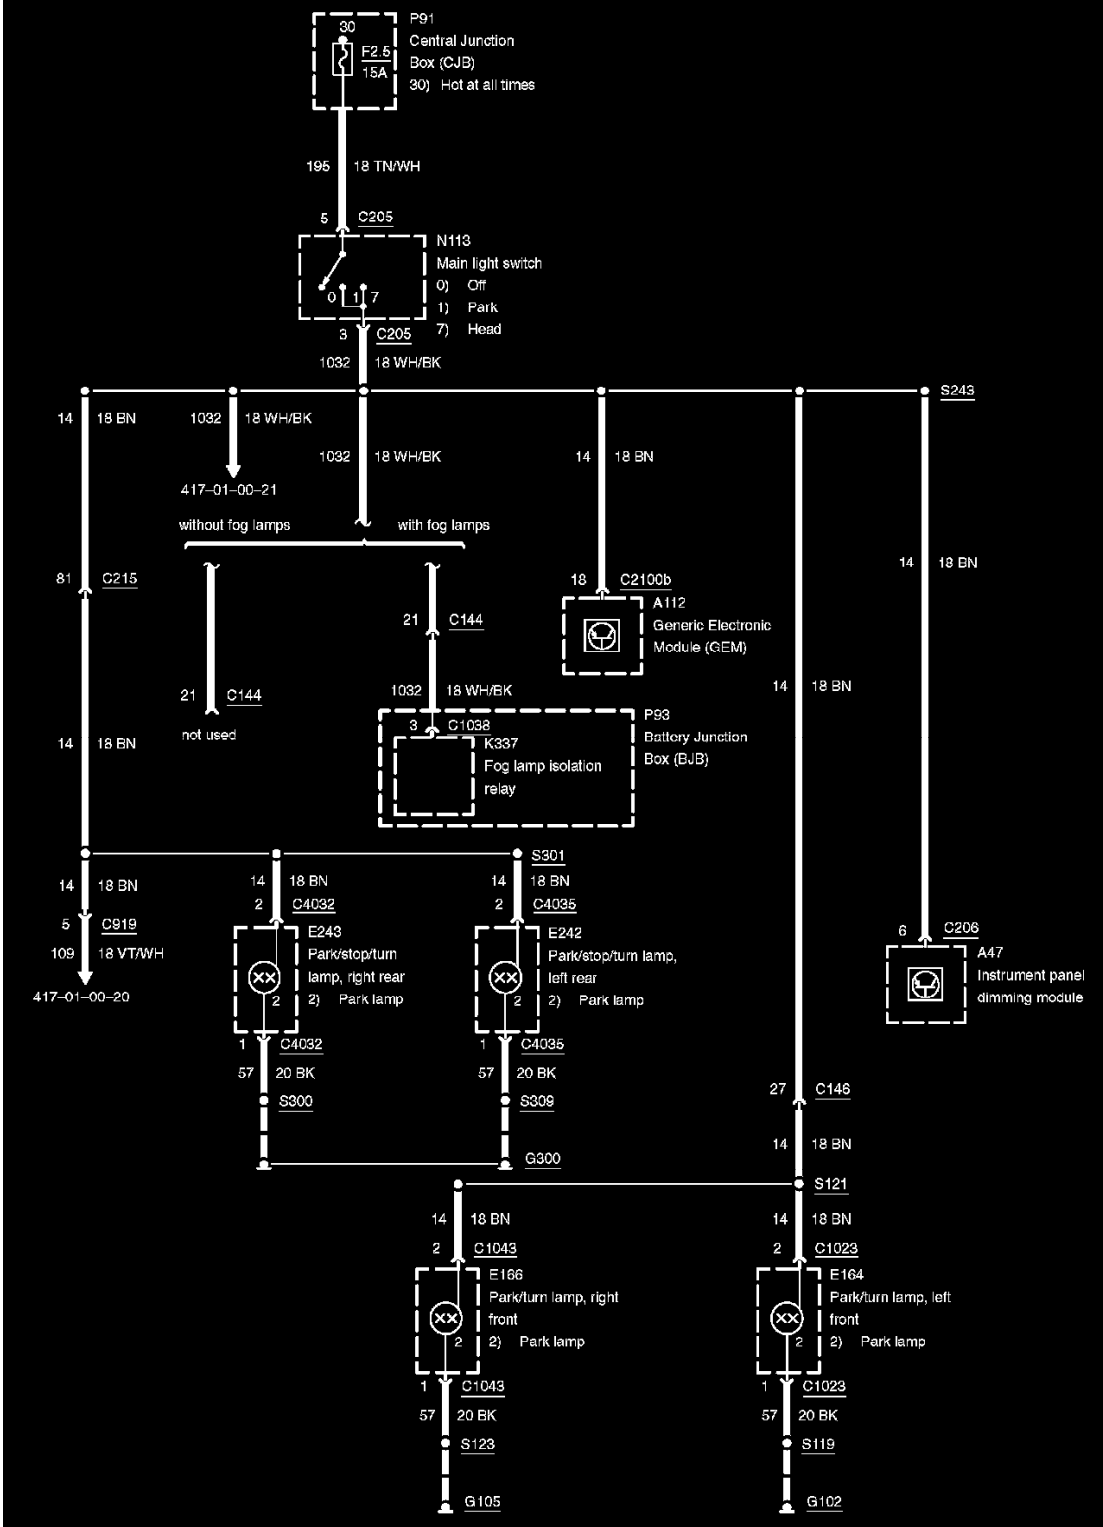 P91
30
Central Junction
F2.5
Box (CJB)
15A
30) Hot at all times
195 18 TN/WH
5 C205
N113
Main light switch
0) Off
0 1 7
1) Park
3 C205
7) Head
1032 18 WH/BK
S243
14 18 BN
1032 18 WH/BK
1032 18 WH/BK
14 18 BN
417-01-00-21
without fog lamps with fog lamps
14 18 BN
81 C215
18 C2100b
A112
Generic Electronic
Module (GEM)
21 C144
14 18 BN
21 C144
not used
1032 18 WH/BK
P93
Battery Junction
Box (BJB)
3 C1038
K337
Fog lamp isolation
relay
14 18 BN
S301
14 18 BN
14 18 BN
14 18 BN
2 C4032
2 C4035
5 C919
109 18 VT/WH
417-01-00-20
E243
Park/stop/turn
lamp, right rear
2) Park lamp
2
E242
Park/stop/turn lamp,
left rear
2) Park lamp
2
6 C206
A47
Instrument panel
dimming module
1 C4032
1 C4035
57 20 BK
57 20 BK
S300
S309
27 C146
14 18 BN
G300
S121
14 18 BN
14 18 BN
2 C1043
2 C1023
E166
Park/turn lamp, right
front
2) Park lamp
2
E164
Park/turn lamp, left
front
2) Park lamp
2
1 C1043
1 C1023
57 20 BK
57 20 BK
S123
S119
G105
G102